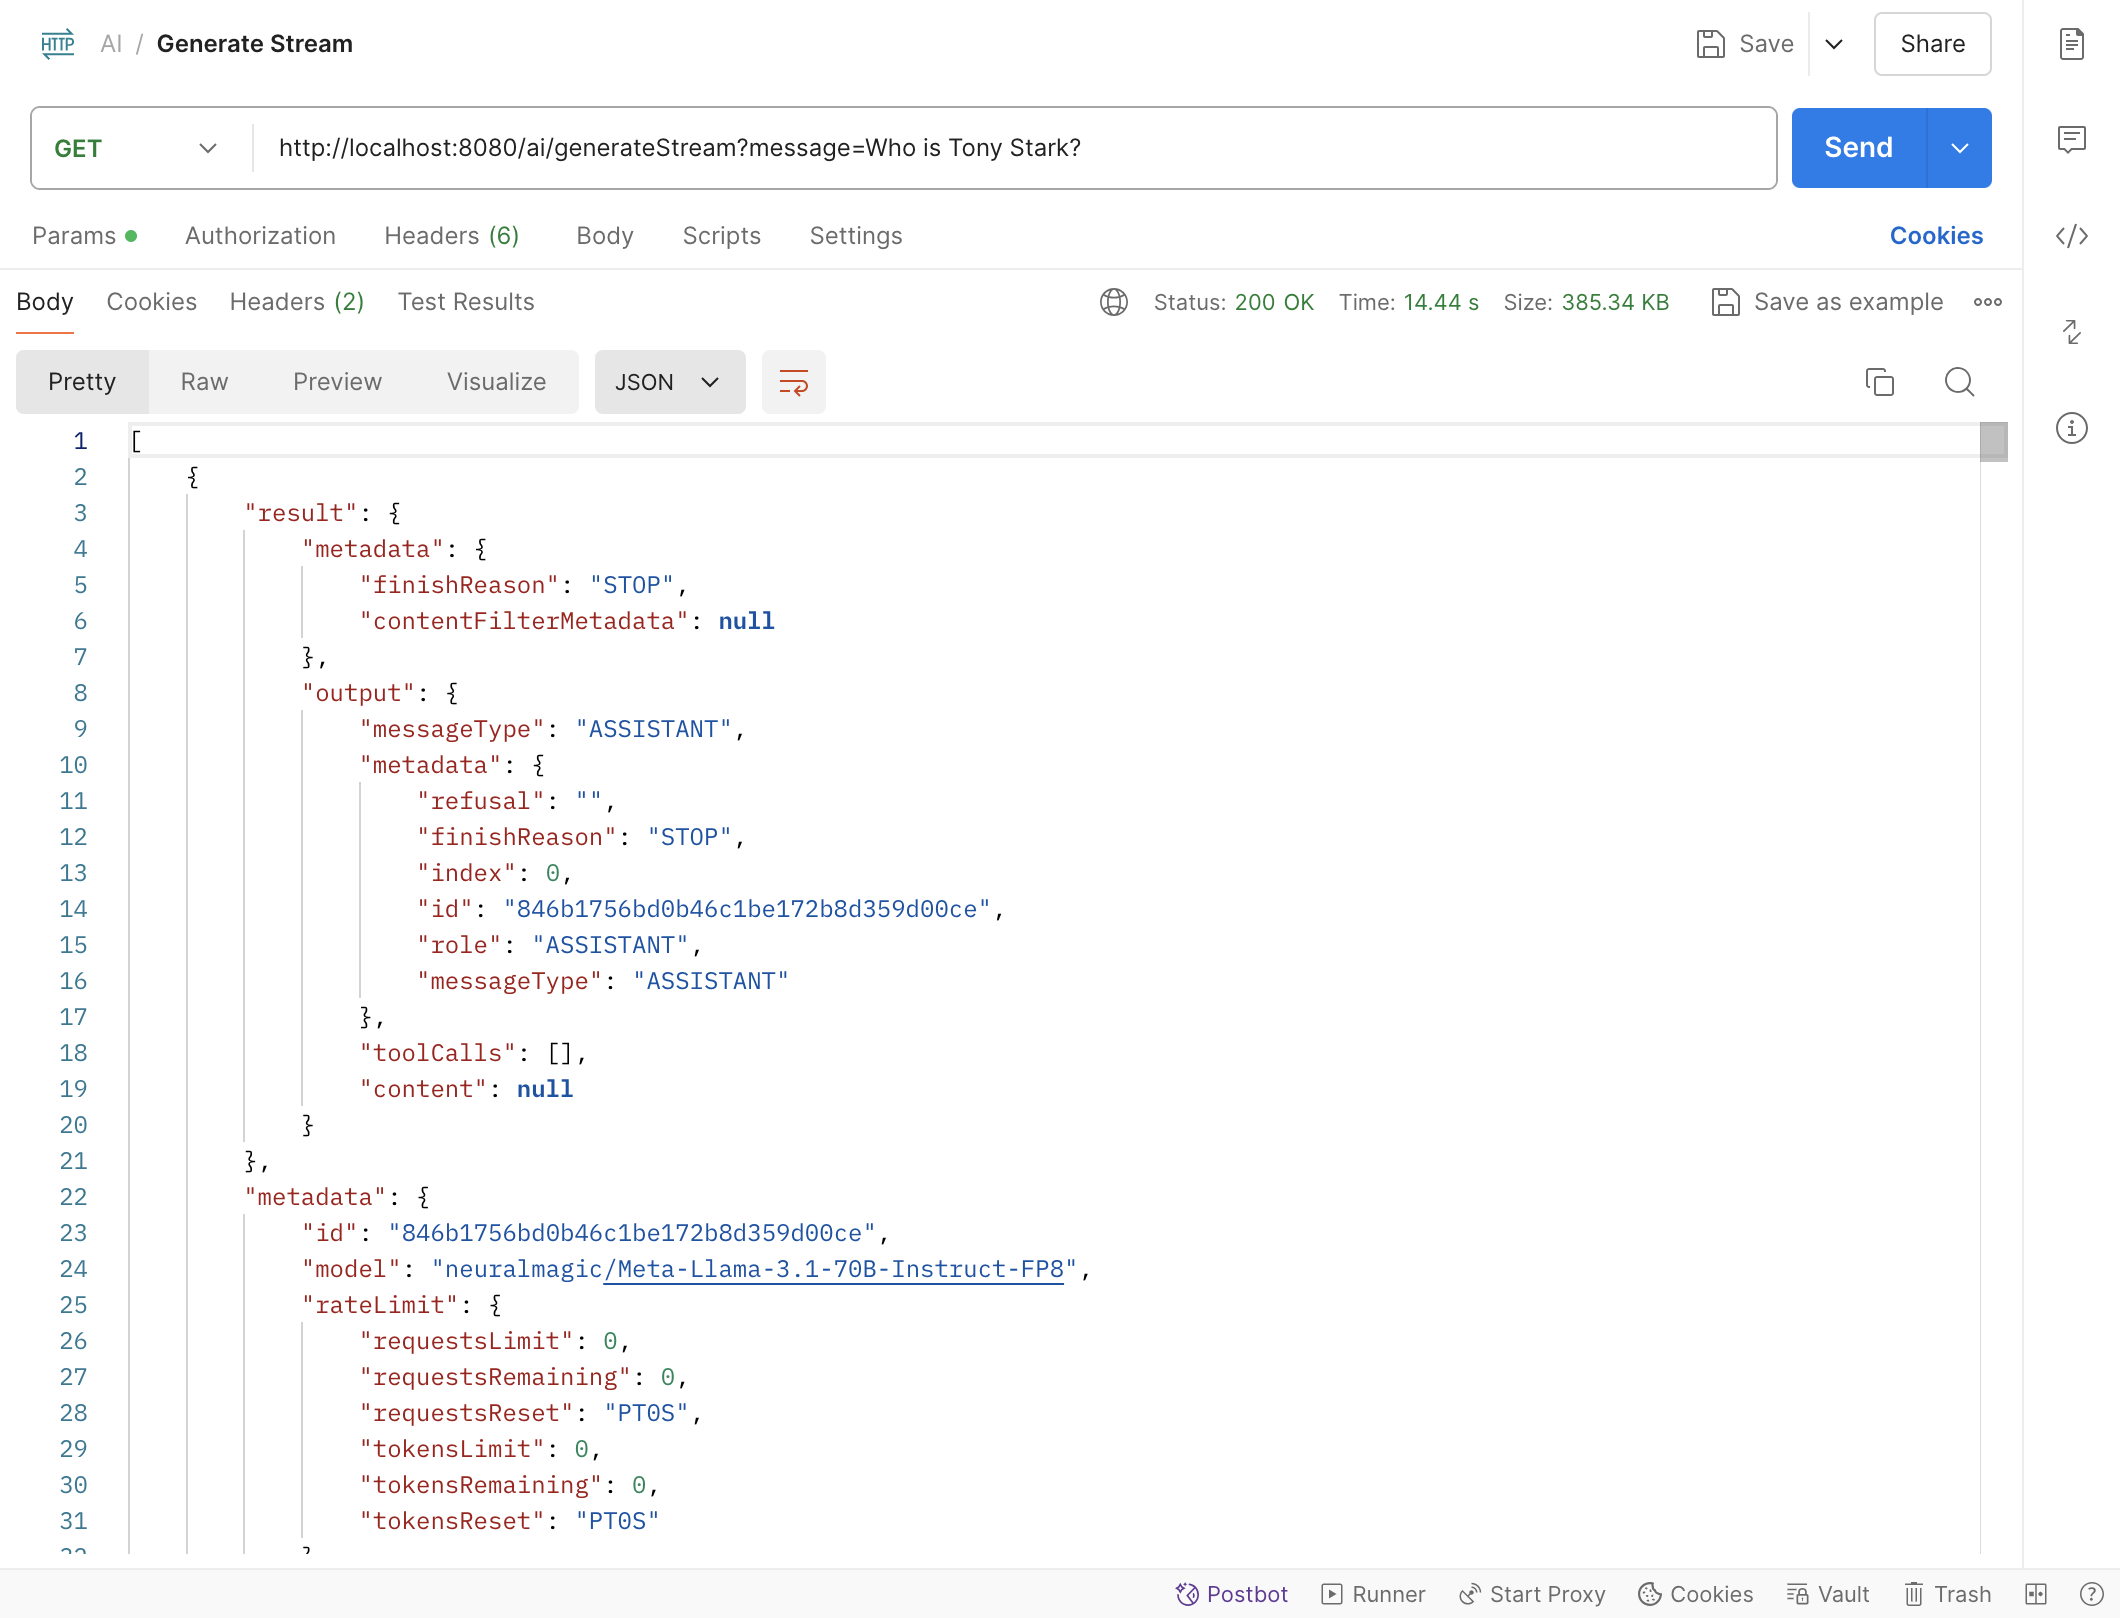 HTTP AI / Generate Stream Save Share
GET http://localhost:8080/ai/generateStream?message=Who is Tony Stark? Send
Params Authorization Headers (6) Body Scripts Settings Cookies
Body Cookies Headers (2) Test Results Status: 200 OK Time: 14.44 s Size: 385.34 KB Save as example
Pretty Raw Preview Visualize JSON
1 [
2 {
3 "result": {
4 "metadata": {
5 "finishReason": "STOP",
6 "contentFilterMetadata": null
7 },
8 "output": {
9 "messageType": "ASSISTANT",
10 "metadata": {
11 "refusal": "",
12 "finishReason": "STOP",
13 "index": 0,
14 "id": "846b1756bd0b46c1be172b8d359d00ce",
15 "role": "ASSISTANT",
16 "messageType": "ASSISTANT"
17 },
18 "toolCalls": [],
19 "content": null
20 }
21 },
22 "metadata": {
23 "id": "846b1756bd0b46c1be172b8d359d00ce",
24 "model": "neuralmagic/Meta-Llama-3.1-70B-Instruct-FP8",
25 "rateLimit": {
26 "requestsLimit": 0,
27 "requestsRemaining": 0,
28 "requestsReset": "PT0S",
29 "tokensLimit": 0,
30 "tokensRemaining": 0,
31 "tokensReset": "PT0S"
Postbot Runner Start Proxy Cookies Vault Trash